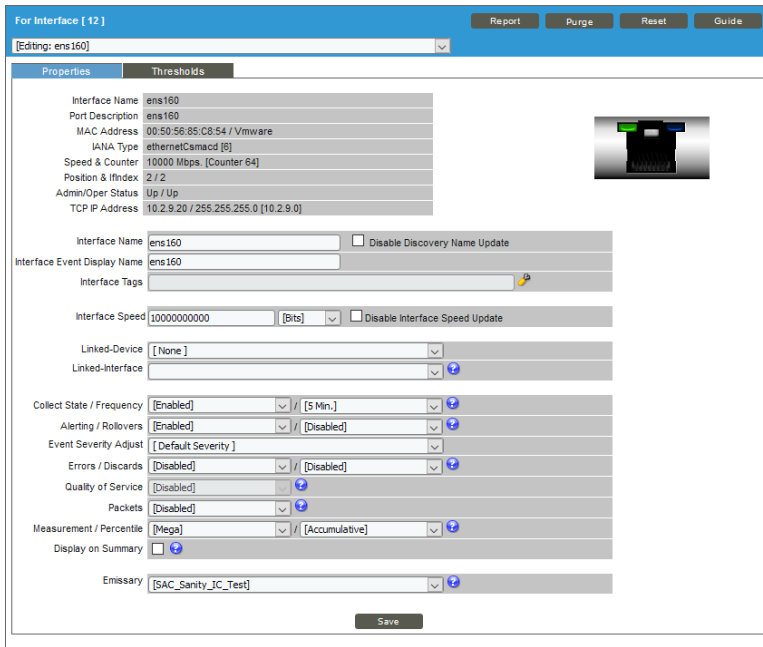 For Interface [ 12 ] Report Purge Reset Guide
[Editing: ens160]
Properties Thresholds
Interface Name ens160
Port Description ens160
MAC Address 00:50:56:85:C8:54 / Vmware
IANA Type ethernetCsmacd [6]
Speed & Counter 10000 Mbps. [Counter 64]
Position & IfIndex 2 / 2
Admin/Oper Status Up / Up
TCP IP Address 10.2.9.20 / 255.255.255.0 [10.2.9.0]
Interface Name ens160 Disable Discovery Name Update
Interface Event Display Name ens160
Interface Tags
Interface Speed 10000000000 [Bits] Disable Interface Speed Update
Linked-Device [ None ]
Linked-Interface ?
Collect State / Frequency [Enabled] / [5 Min.] ?
Alerting / Rollovers [Enabled] / [Disabled] ?
Event Severity Adjust [ Default Severity ]
Errors / Discards [Disabled] / [Disabled] ?
Quality of Service [Disabled] ?
Packets [Disabled] ?
Measurement / Percentile [Mega] / [Accumulative] ?
Display on Summary ?
Emissary [SAC_Sanity_IC_Test] ?
Save